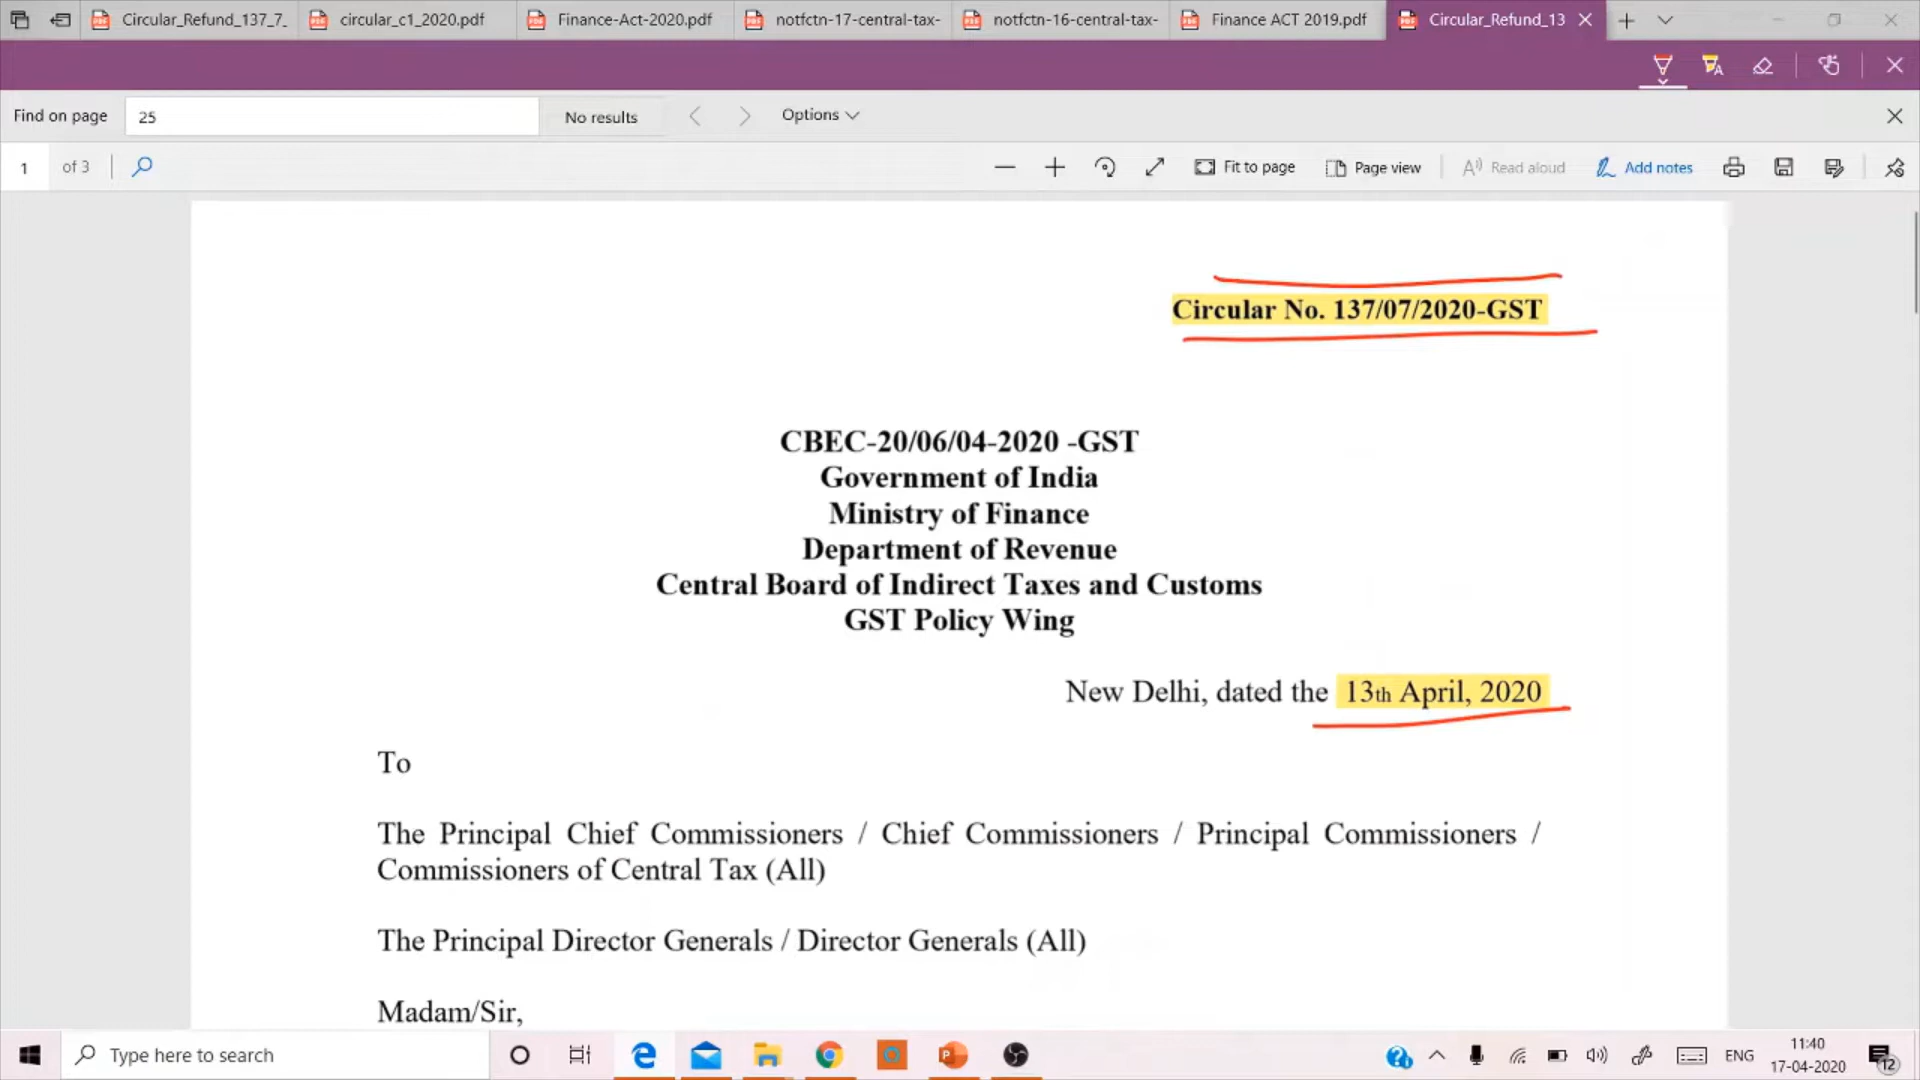 Circular_Refund_137_7_
circular_c1_2020.pdf
Finance-Act-2020.pdf
notfctn-17-central-tax-
notfctn-16-central-tax-
Finance ACT 2019.pdf
Circular_Refund_13
Find on page
25
No results
Options
1
of 3
Fit to page
Page view
Read aloud
Add notes
Circular No. 137/07/2020-GST
CBEC-20/06/04-2020 -GST
Government of India
Ministry of Finance
Department of Revenue
Central Board of Indirect Taxes and Customs
GST Policy Wing
New Delhi, dated the 13th April, 2020
To
The Principal Chief Commissioners / Chief Commissioners / Principal Commissioners /
Commissioners of Central Tax (All)
The Principal Director Generals / Director Generals (All)
Madam/Sir,
Type here to search
ENG
11:40
17-04-2020
12